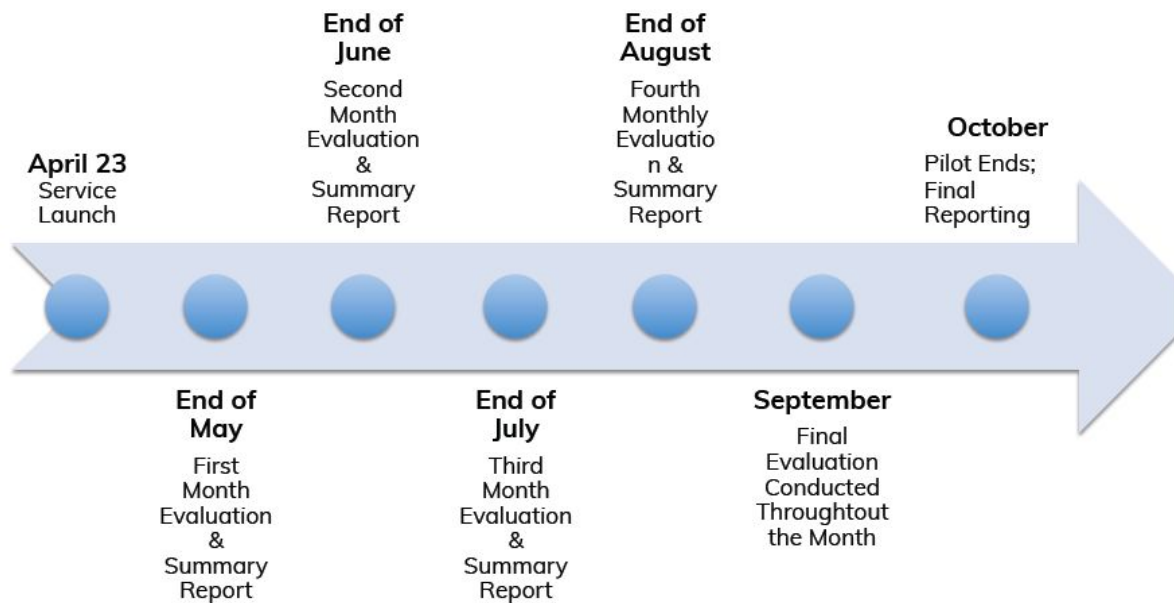 April 23
Service
Launch
End of
May
First
Month
Evaluation
&
Summary
Report
End of
June
Second
Month
Evaluation
&
Summary
Report
End of
July
Third
Month
Evaluation
&
Summary
Report
End of
August
Fourth
Monthly
Evaluatio
n &
Summary
Report
September
Final
Evaluation
Conducted
Throughtout
the Month
October
Pilot Ends;
Final
Reporting